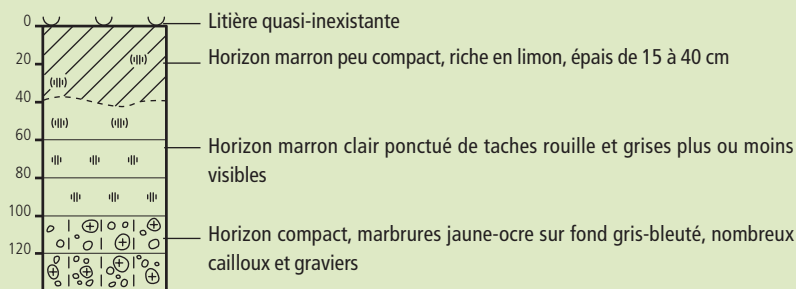 0
Litière quasi-inexistante
20
Horizon marron peu compact, riche en limon, épais de 15 à 40 cm
40
60
Horizon marron clair ponctué de taches rouille et grises plus ou moins
visibles
80
100
Horizon compact, marbrures jaune-ocre sur fond gris-bleuté, nombreux
cailloux et graviers
120